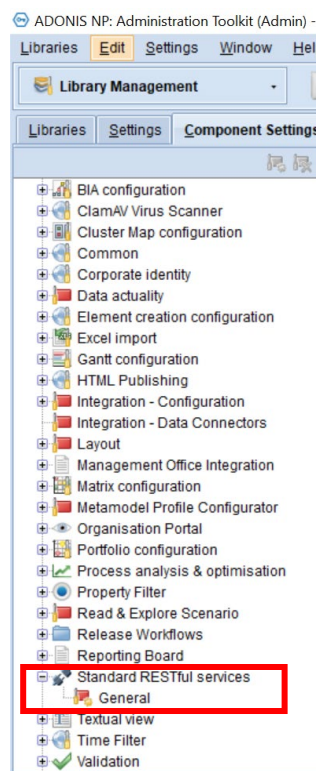 ADONIS NP: Administration Toolkit (Admin) -
Libraries Edit Settings Window Hel
Library Management
Libraries Settings Component Settings
BIA configuration
ClamAV Virus Scanner
Cluster Map configuration
Common
Corporate identity
Data actuality
Element creation configuration
Excel import
Gantt configuration
HTML Publishing
Integration - Configuration
Integration - Data Connectors
Layout
Management Office Integration
Matrix configuration
Metamodel Profile Configurator
Organisation Portal
Portfolio configuration
Process analysis & optimisation
Property Filter
Read & Explore Scenario
Release Workflows
Reporting Board
Standard RESTful services
General
Textual view
Time Filter
Validation